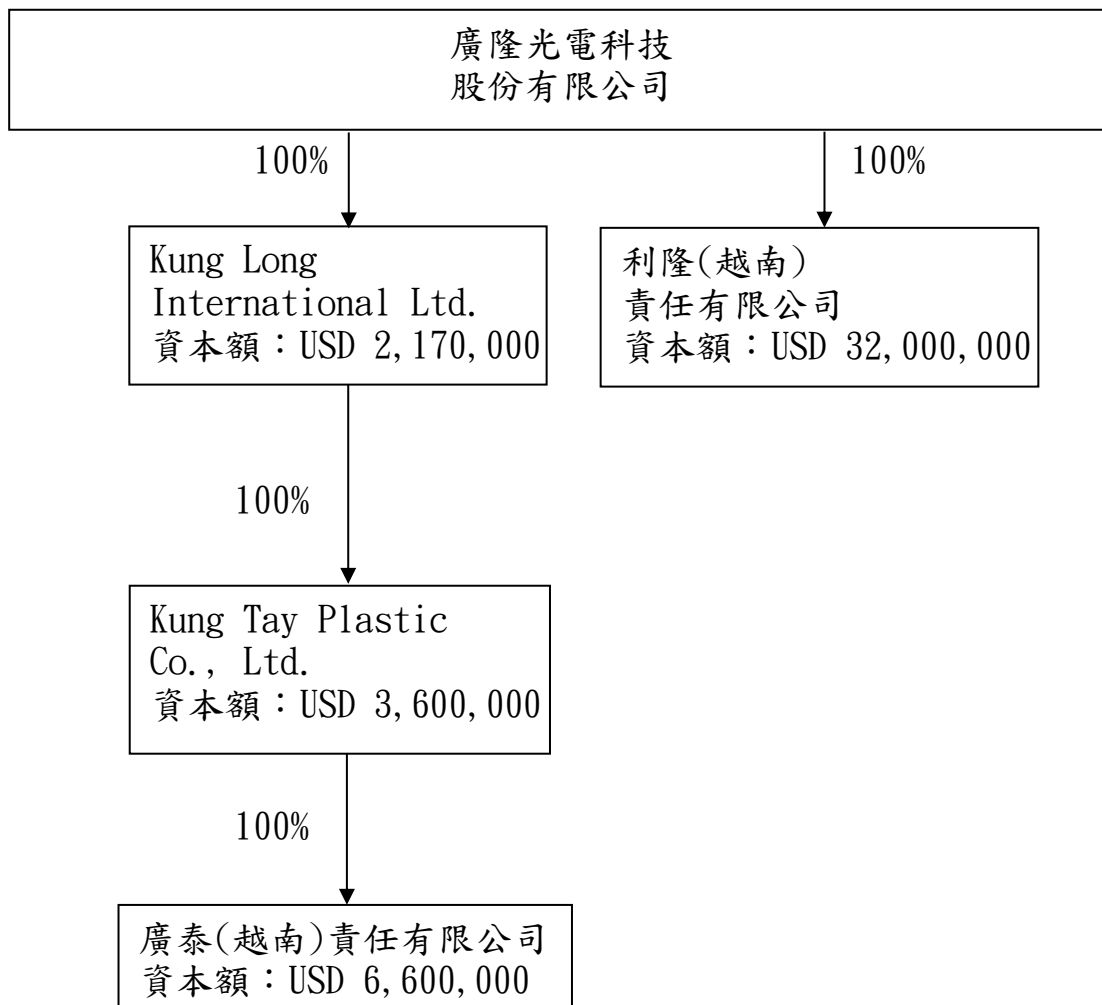 廣隆光電科技
股份有限公司
100%
100%
Kung Long
International Ltd.
資本額：USD 2,170,000
利隆(越南)
責任有限公司
資本額：USD 32,000,000
100%
Kung Tay Plastic
Co., Ltd.
資本額：USD 3,600,000
100%
廣泰(越南)責任有限公司
資本額：USD 6,600,000